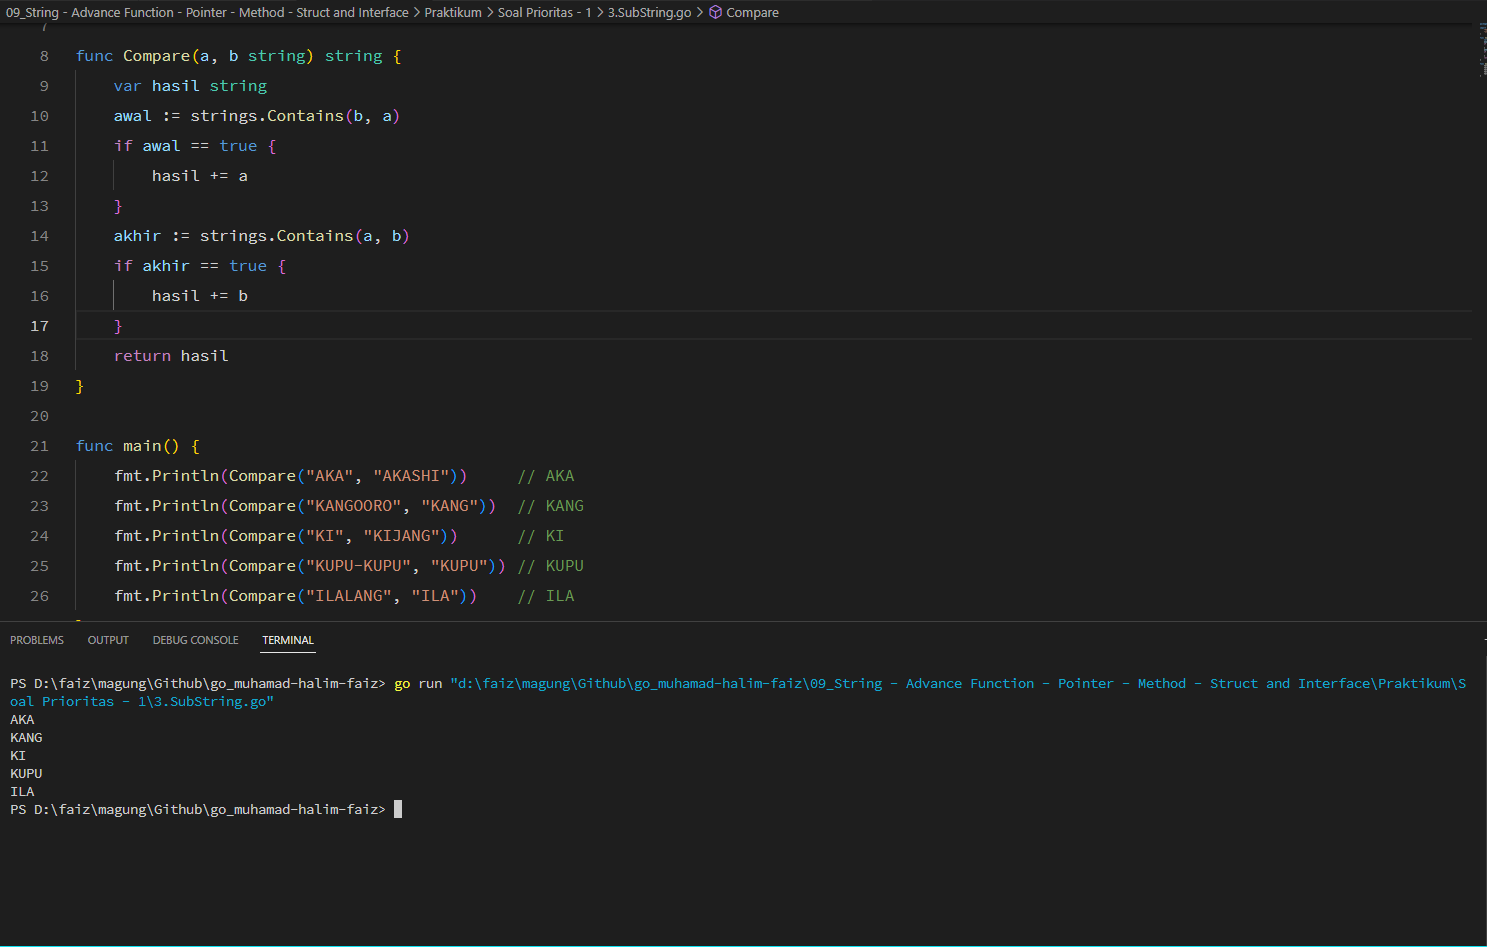 09_String - Advance Function - Pointer - Method - Struct and Interface > Praktikum > Soal Prioritas - 1 > 3.SubString.go > Compare
7
8 func Compare(a, b string) string {
9 var hasil string
10 awal := strings.Contains(b, a)
11 if awal == true {
12 hasil += a
13 }
14 akhir := strings.Contains(a, b)
15 if akhir == true {
16 hasil += b
17 }
18 return hasil
19 }
20
21 func main() {
22 fmt.Println(Compare("AKA", "AKASHI")) // AKA
23 fmt.Println(Compare("KANGOORO", "KANG")) // KANG
24 fmt.Println(Compare("KI", "KIJANG")) // KI
25 fmt.Println(Compare("KUPU-KUPU", "KUPU")) // KUPU
26 fmt.Println(Compare("ILALANG", "ILA")) // ILA
PROBLEMS OUTPUT DEBUG CONSOLE TERMINAL
PS D:\faiz\magung\Github\go_muhamad-halim-faiz> go run "d:\faiz\magung\Github\go_muhamad-halim-faiz\09_String - Advance Function - Pointer - Method - Struct and Interface\Praktikum\S
oal Prioritas - 1\3.SubString.go"
AKA
KANG
KI
KUPU
ILA
PS D:\faiz\magung\Github\go_muhamad-halim-faiz>